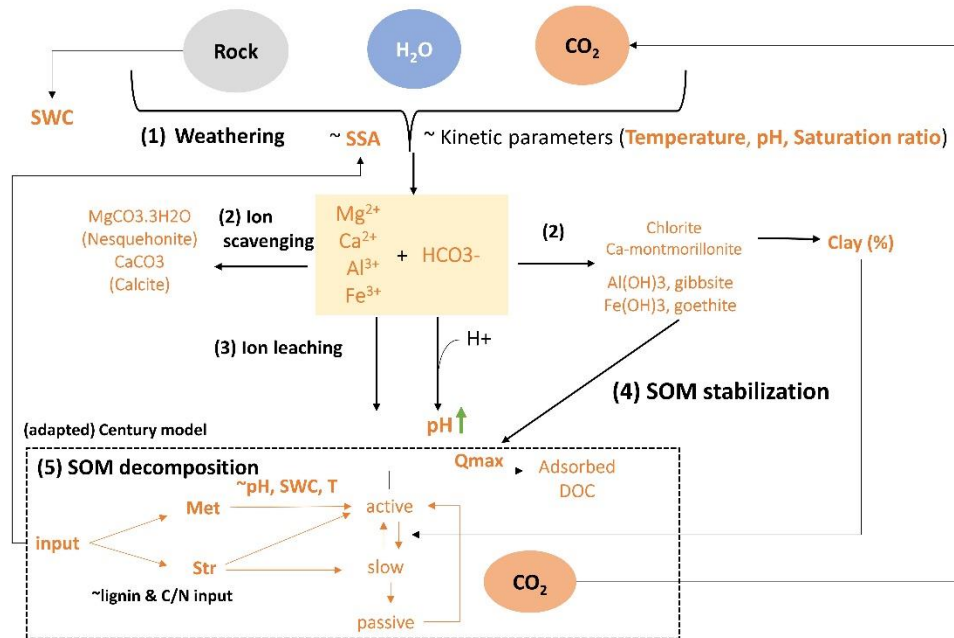 Rock
H₂O
CO₂
SWC
(1) Weathering
~ SSA
~ Kinetic parameters (Temperature, pH, Saturation ratio)
MgCO3.3H2O
(Nesquehonite)
CaCO3
(Calcite)
(2) Ion
scavenging
Mg²⁺
Ca²⁺
Al³⁺
Fe³⁺
+ HCO3-
(2)
Chlorite
Ca-montmorillonite
Al(OH)3, gibbsite
Fe(OH)3, goethite
Clay (%)
(3) Ion leaching
H+
pH
(4) SOM stabilization
(adapted) Century model
(5) SOM decomposition
Qmax
Adsorbed
DOC
~pH, SWC, T
Met
active
input
Str
slow
~lignin & C/N input
passive
CO₂